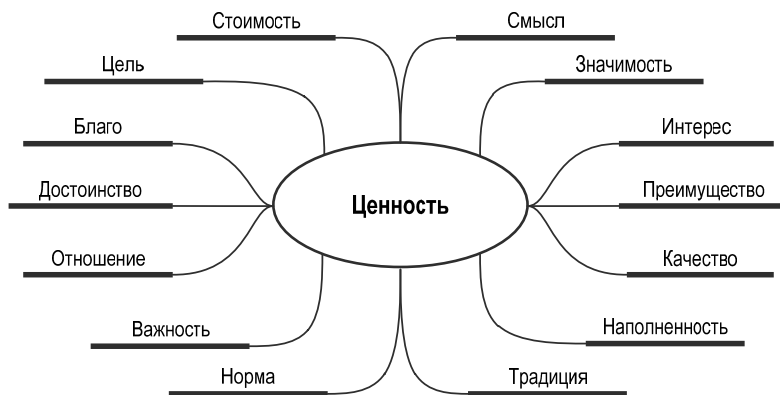 Стоимость
Смысл
Цель
Значимость
Благо
Интерес
Достоинство
Ценность
Преимущество
Отношение
Качество
Важность
Наполненность
Норма
Традиция